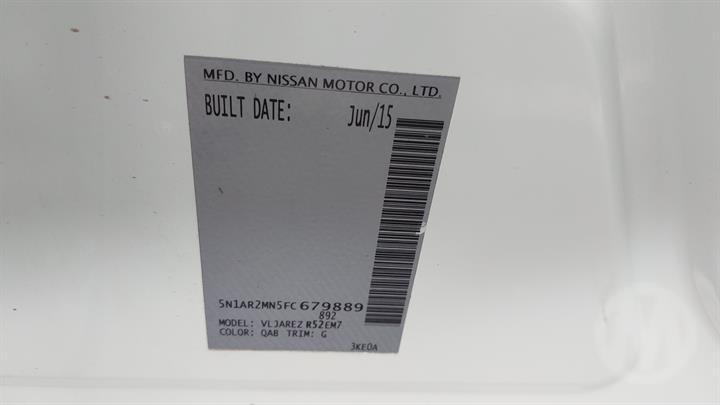 MFD. BY NISSAN MOTOR CO., LTD.
BUILT DATE: Jun/15
5N1AR2MN5FC679889
892
MODEL: VLJAREZ R52EM7
COLOR: QAB TRIM: G
3KE0A